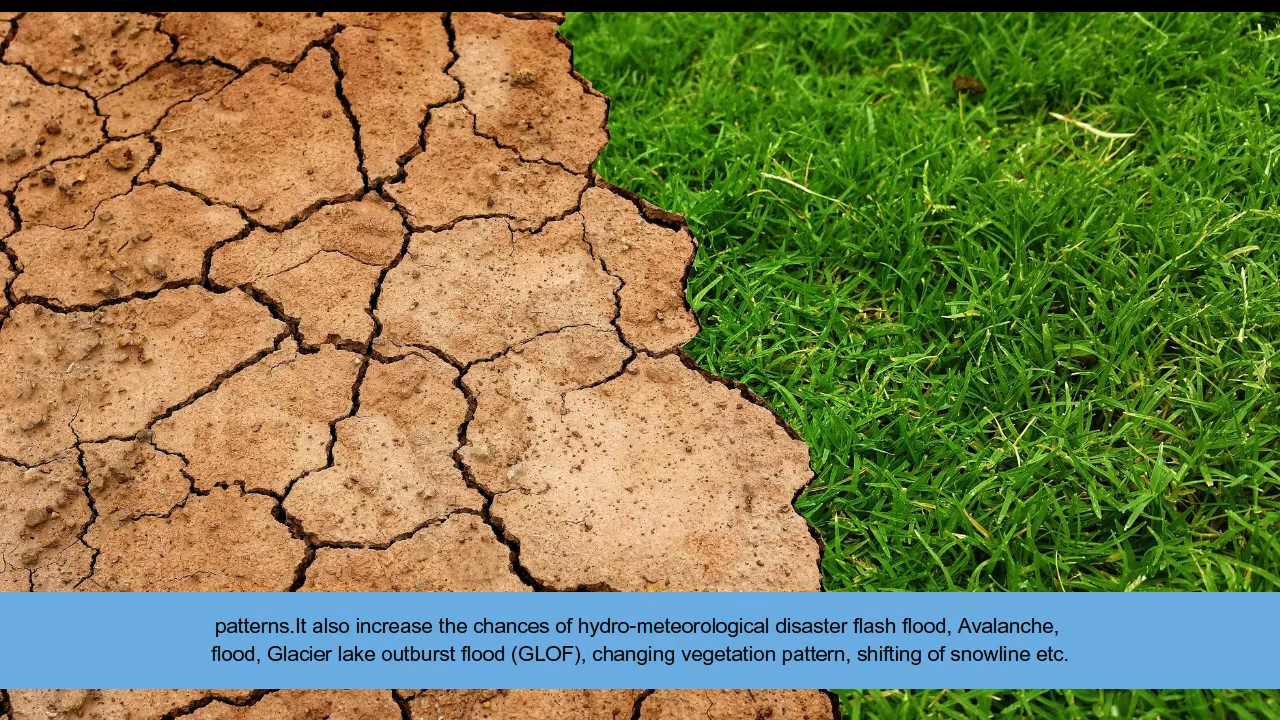 patterns.It also increase the chances of hydro-meteorological disaster flash flood, Avalanche,
flood, Glacier lake outburst flood (GLOF), changing vegetation pattern, shifting of snowline etc.